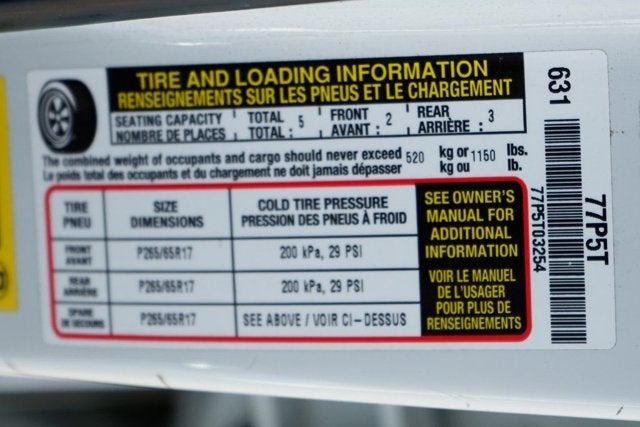 TIRE AND LOADING INFORMATION
RENSEIGNEMENTS SUR LES PNEUS ET LE CHARGEMENT
SEATING CAPACITY TOTAL 5 FRONT 2 REAR 3
NOMBRE DE PLACES TOTAL : AVANT : ARRIÈRE :
The combined weight of occupants and cargo should never exceed 520 kg or 1150 lbs.
Le poids total des occupants et du chargement ne doit jamais dépasser kg ou lb.
TIRE SIZE COLD TIRE PRESSURE
PNEU DIMENSIONS PRESSION DES PNEUS À FROID
FRONT
AVANT P265/65R17 200 kPa, 29 PSI
REAR
ARRIÈRE P265/65R17 200 kPa, 29 PSI
SPARE
DE SECOURS P265/65R17 SEE ABOVE / VOIR CI-DESSUS
SEE OWNER'S
MANUAL FOR
ADDITIONAL
INFORMATION
VOIR LE MANUEL
DE L'USAGER
POUR PLUS DE
RENSEIGNEMENTS
631
77P5T03254
77P5T